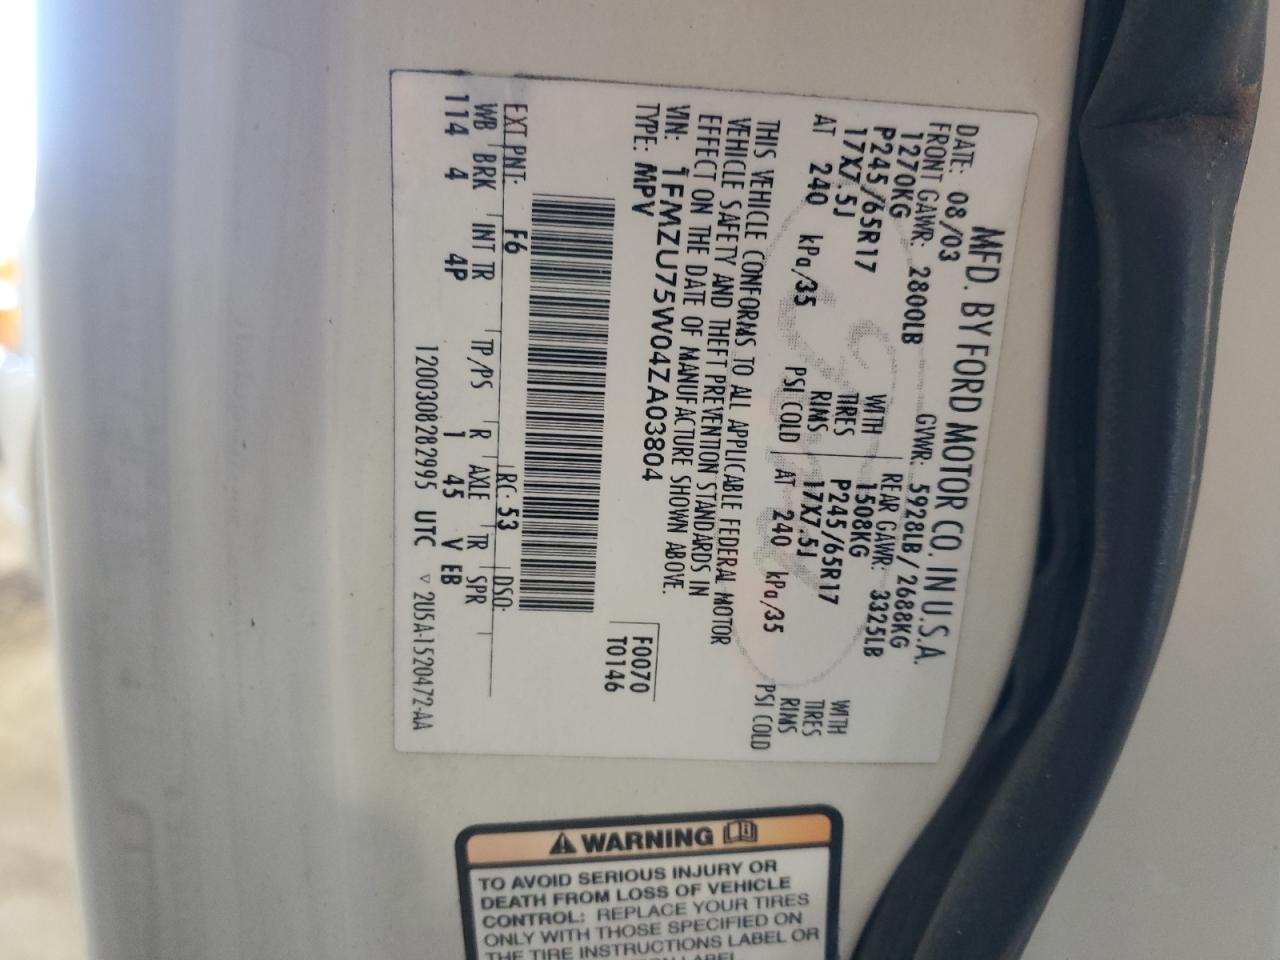 MFD. BY FORD MOTOR CO. IN U.S.A.
DATE: 08/03 GVWR: 5928LB/2688KG
FRONT GAWR: 2800LB REAR GAWR: 3325LB
1270KG WITH 1508KG WITH
P245/65R17 TIRES P245/65R17 TIRES
17X7.5J RIMS 17X7.5J RIMS
AT 240 kPa/35 PSI COLD AT 240 kPa/35 PSI COLD
THIS VEHICLE CONFORMS TO ALL APPLICABLE FEDERAL MOTOR
VEHICLE SAFETY AND THEFT PREVENTION STANDARDS IN
EFFECT ON THE DATE OF MANUFACTURE SHOWN ABOVE.
VIN: 1FMZU75W04ZA03804
TYPE: MPV
F0070
T0146
EXT PNT: F6 RC: 53 DSO:
WB BRK INT TR TP/PS R AXLE TR SPR
114 4 4P 1 45 V EB
1200308282995 UTC ▽ 2U5A-1520472-AA
WARNING
TO AVOID SERIOUS INJURY OR
DEATH FROM LOSS OF VEHICLE
CONTROL: REPLACE YOUR TIRES
ONLY WITH THOSE SPECIFIED ON
THE TIRE INSTRUCTIONS LABEL OR
LABEL